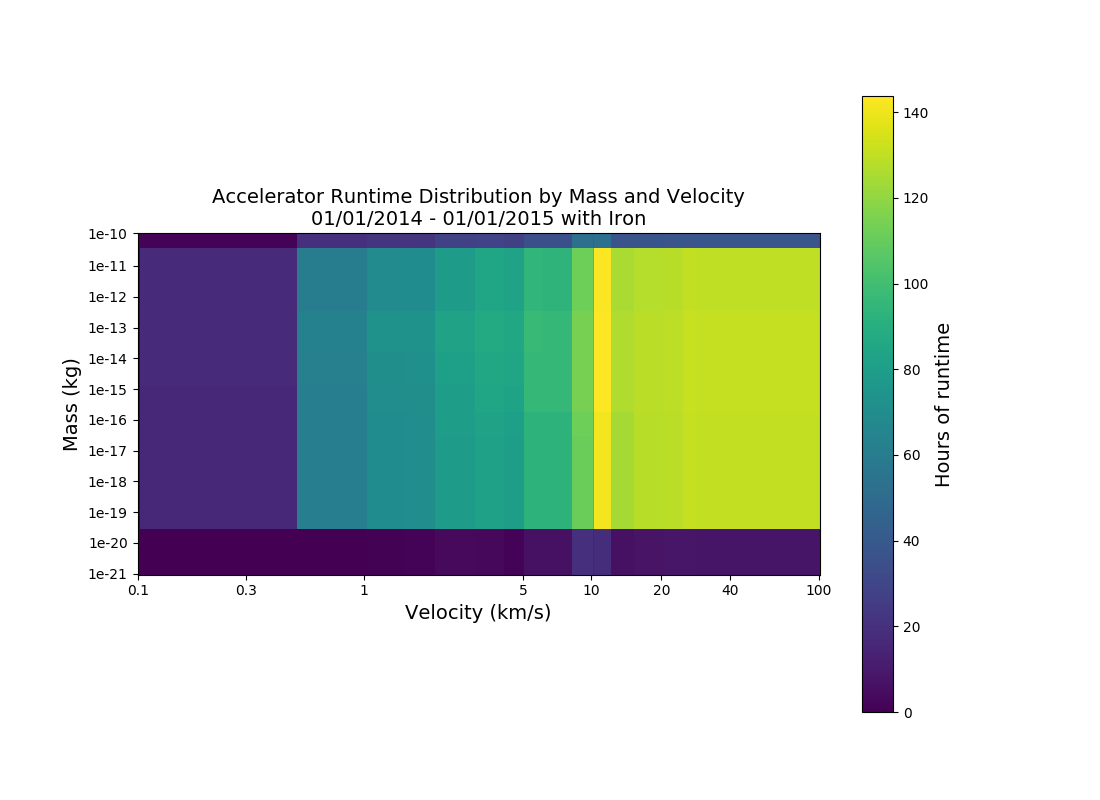 Accelerator Runtime Distribution by Mass and Velocity
01/01/2014 - 01/01/2015 with Iron
1e-10
1e-11
1e-12
1e-13
1e-14
1e-15
1e-16
1e-17
1e-18
1e-19
1e-20
1e-21
Mass (kg)
0.1 0.3 1 5 10 20 40 100
Velocity (km/s)
140
120
100
80
60
40
20
0
Hours of runtime